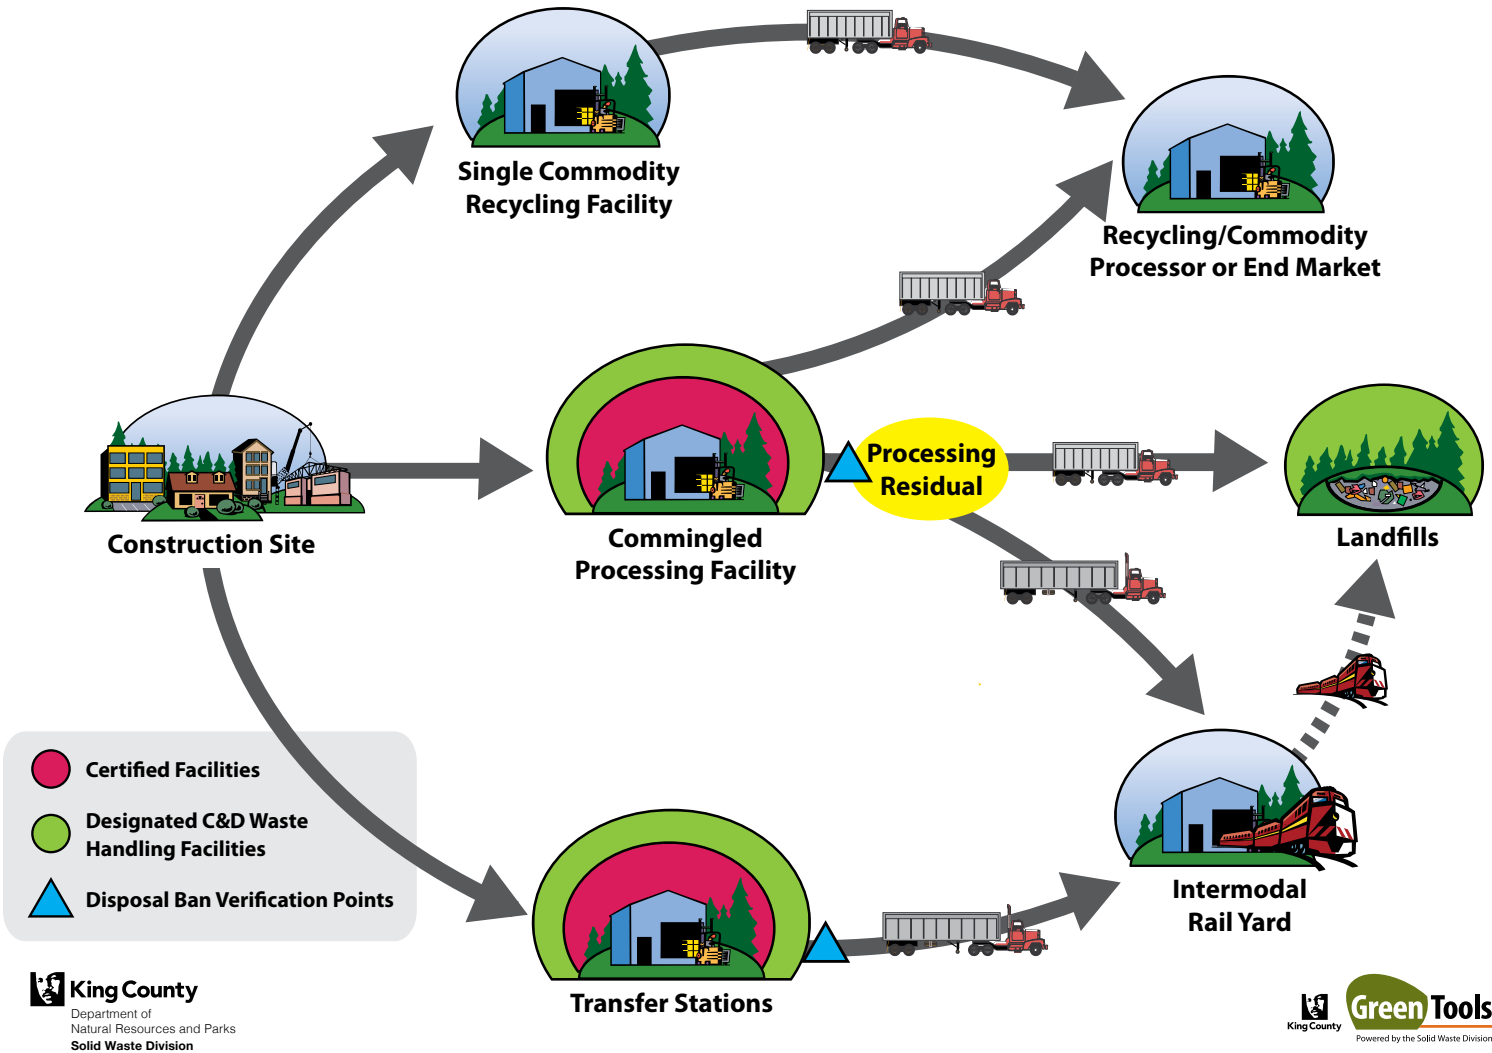 Single Commodity
Recycling Facility
Recycling/Commodity
Processor or End Market
Construction Site
Commingled
Processing Facility
Processing
Residual
Landfills
Certified Facilities
Designated C&D Waste
Handling Facilities
Disposal Ban Verification Points
Transfer Stations
Intermodal
Rail Yard
King County
Department of
Natural Resources and Parks
Solid Waste Division
King County
GreenTools
Powered by the Solid Waste Division